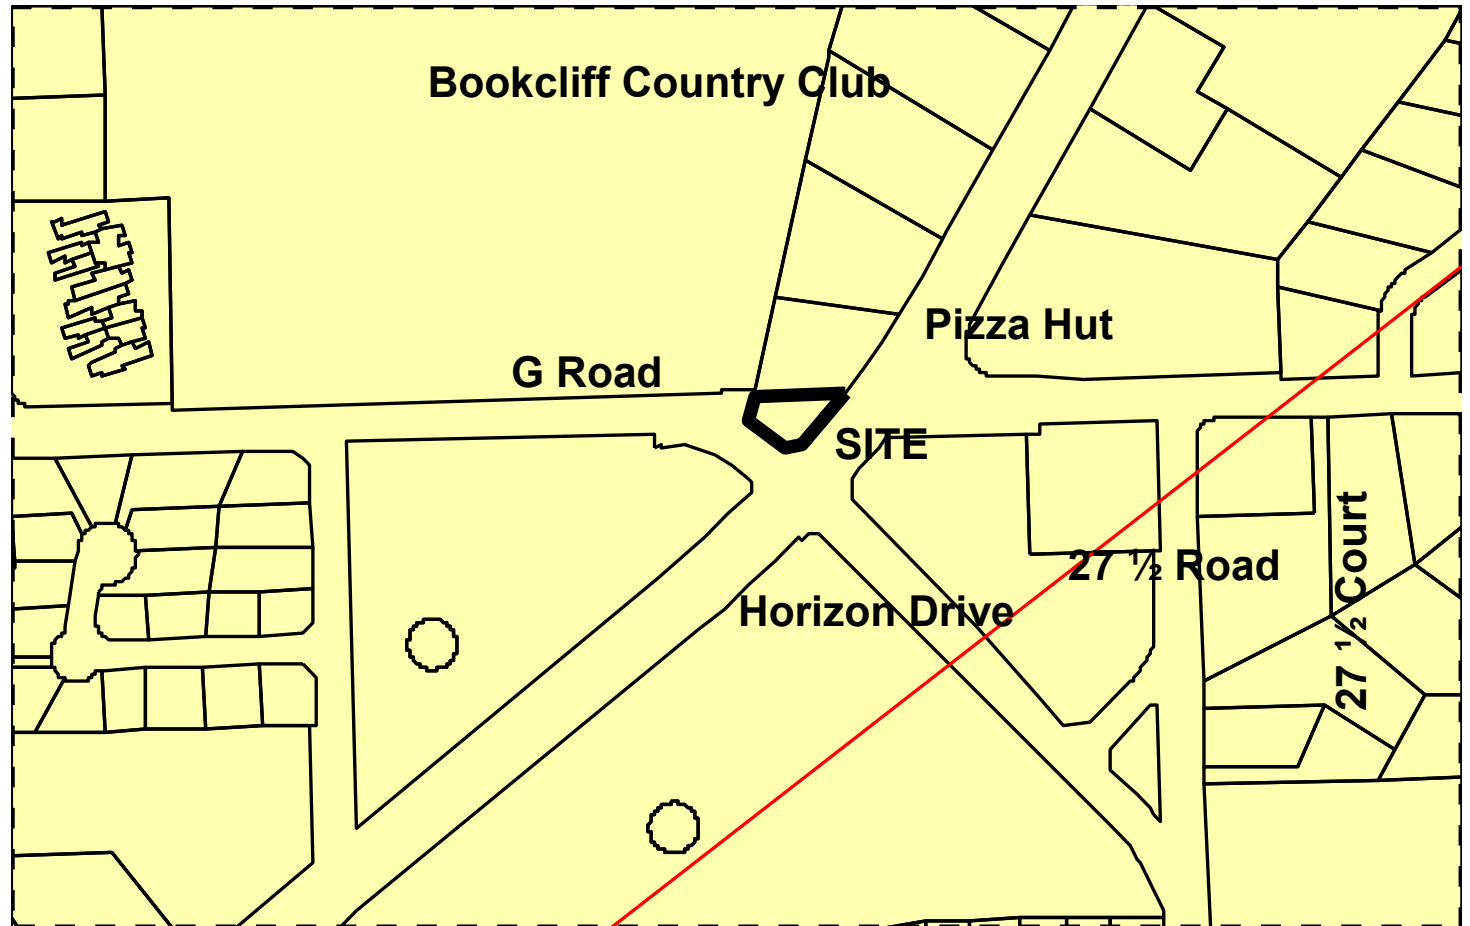 Bookcliff Country Club
Pizza Hut
G Road
SITE
27 ½ Road
27 ½ Court
Horizon Drive